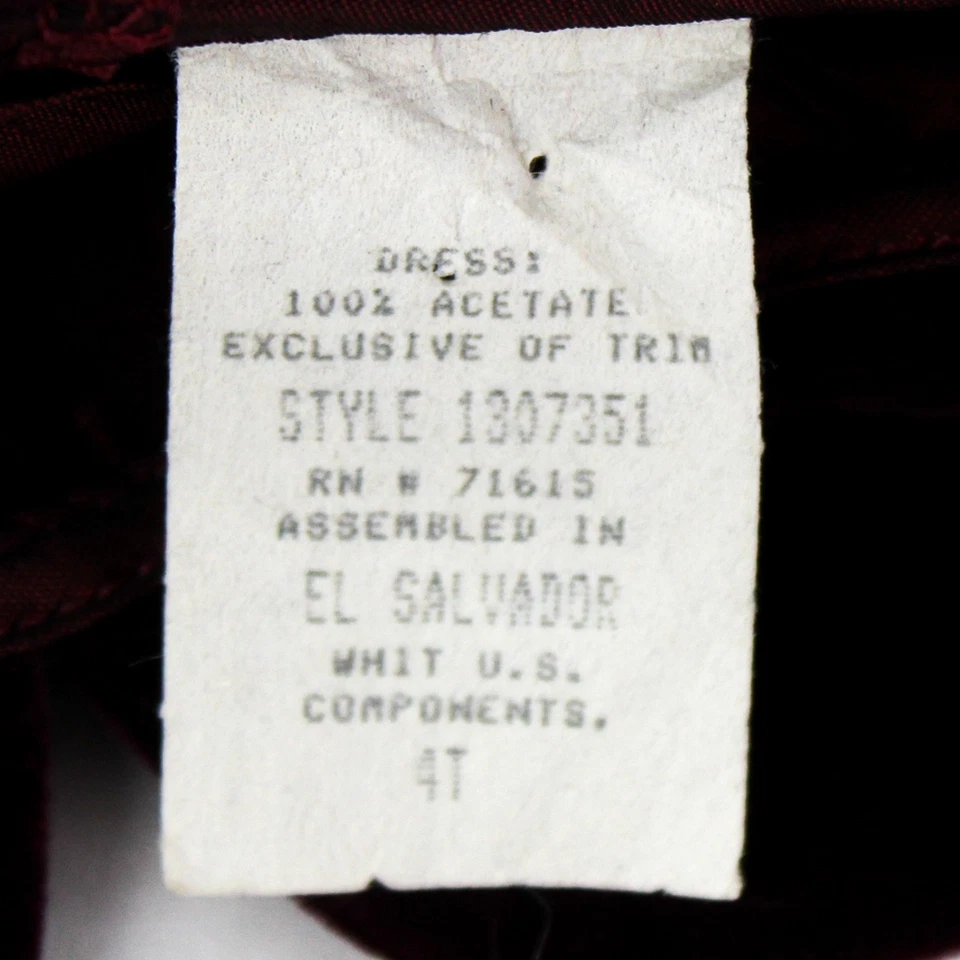 DRESS:
100% ACETATE
EXCLUSIVE OF TRIM
STYLE 1307351
RN # 71615
ASSEMBLED IN
EL SALVADOR
WHIT U.S.
COMPONENTS.
4T